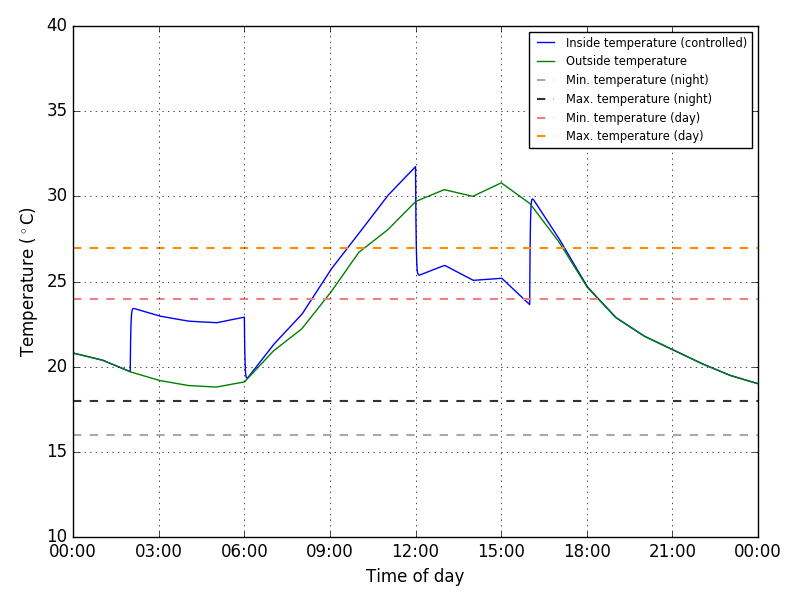 40
35
30
25
20
15
10
Temperature (°C)
00:00 03:00 06:00 09:00 12:00 15:00 18:00 21:00 00:00
Time of day
Inside temperature (controlled)
Outside temperature
Min. temperature (night)
Max. temperature (night)
Min. temperature (day)
Max. temperature (day)